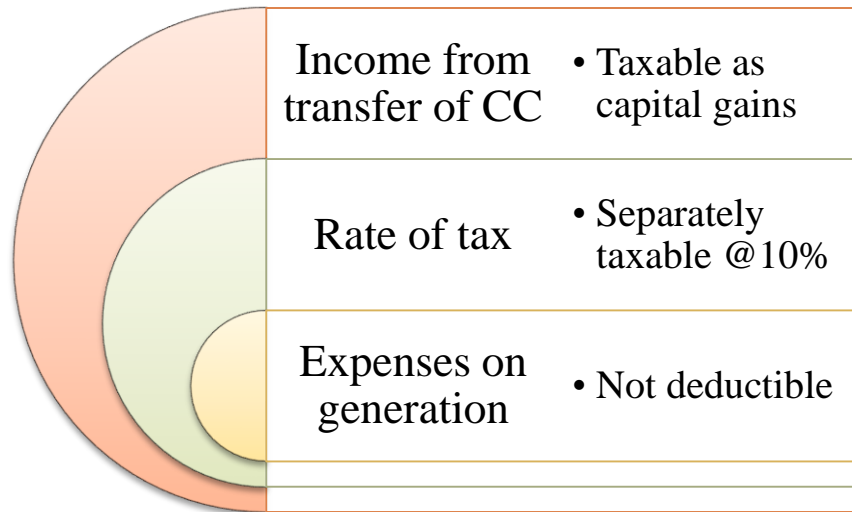 Income from
transfer of CC
• Taxable as
capital gains
Rate of tax
• Separately
taxable @10%
Expenses on
generation
• Not deductible